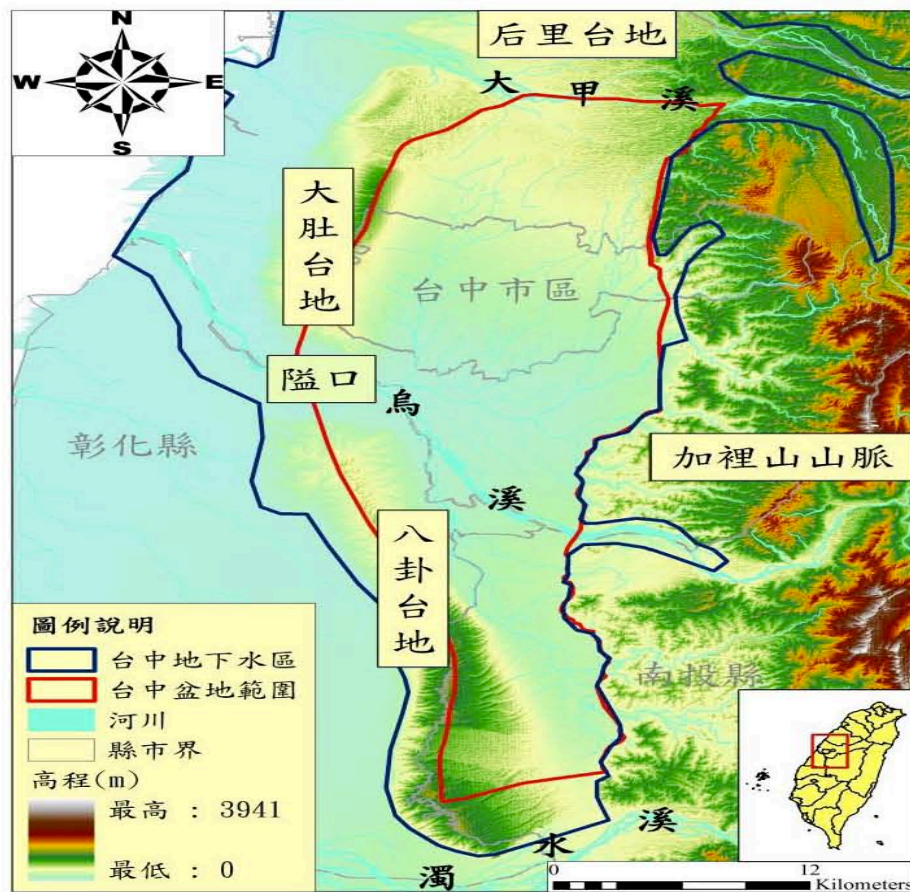 N
W E
S
后里台地
大甲溪
大肚台地
台中市區
隘口
烏溪
彰化縣
加裡山山脈
八卦台地
南投縣
圖例說明
台中地下水區
台中盆地範圍
河川
縣市界
高程(m)
最高 : 3941
最低 : 0
濁水溪
0 12
Kilometers